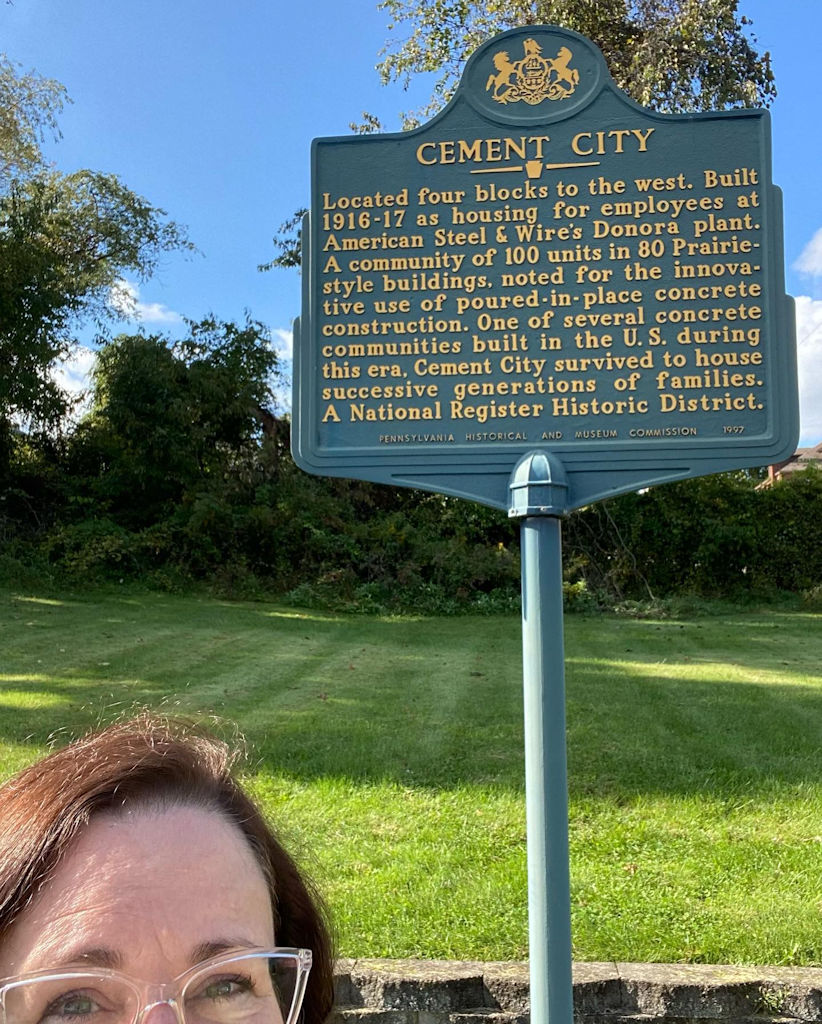 CEMENT CITY
Located four blocks to the west. Built
1916-17 as housing for employees at
American Steel & Wire's Donora plant.
A community of 100 units in 80 Prairie-
style buildings, noted for the innova-
tive use of poured-in-place concrete
construction. One of several concrete
communities built in the U.S. during
this era, Cement City survived to house
successive generations of families.
A National Register Historic District.
PENNSYLVANIA HISTORICAL AND MUSEUM COMMISSION 1997